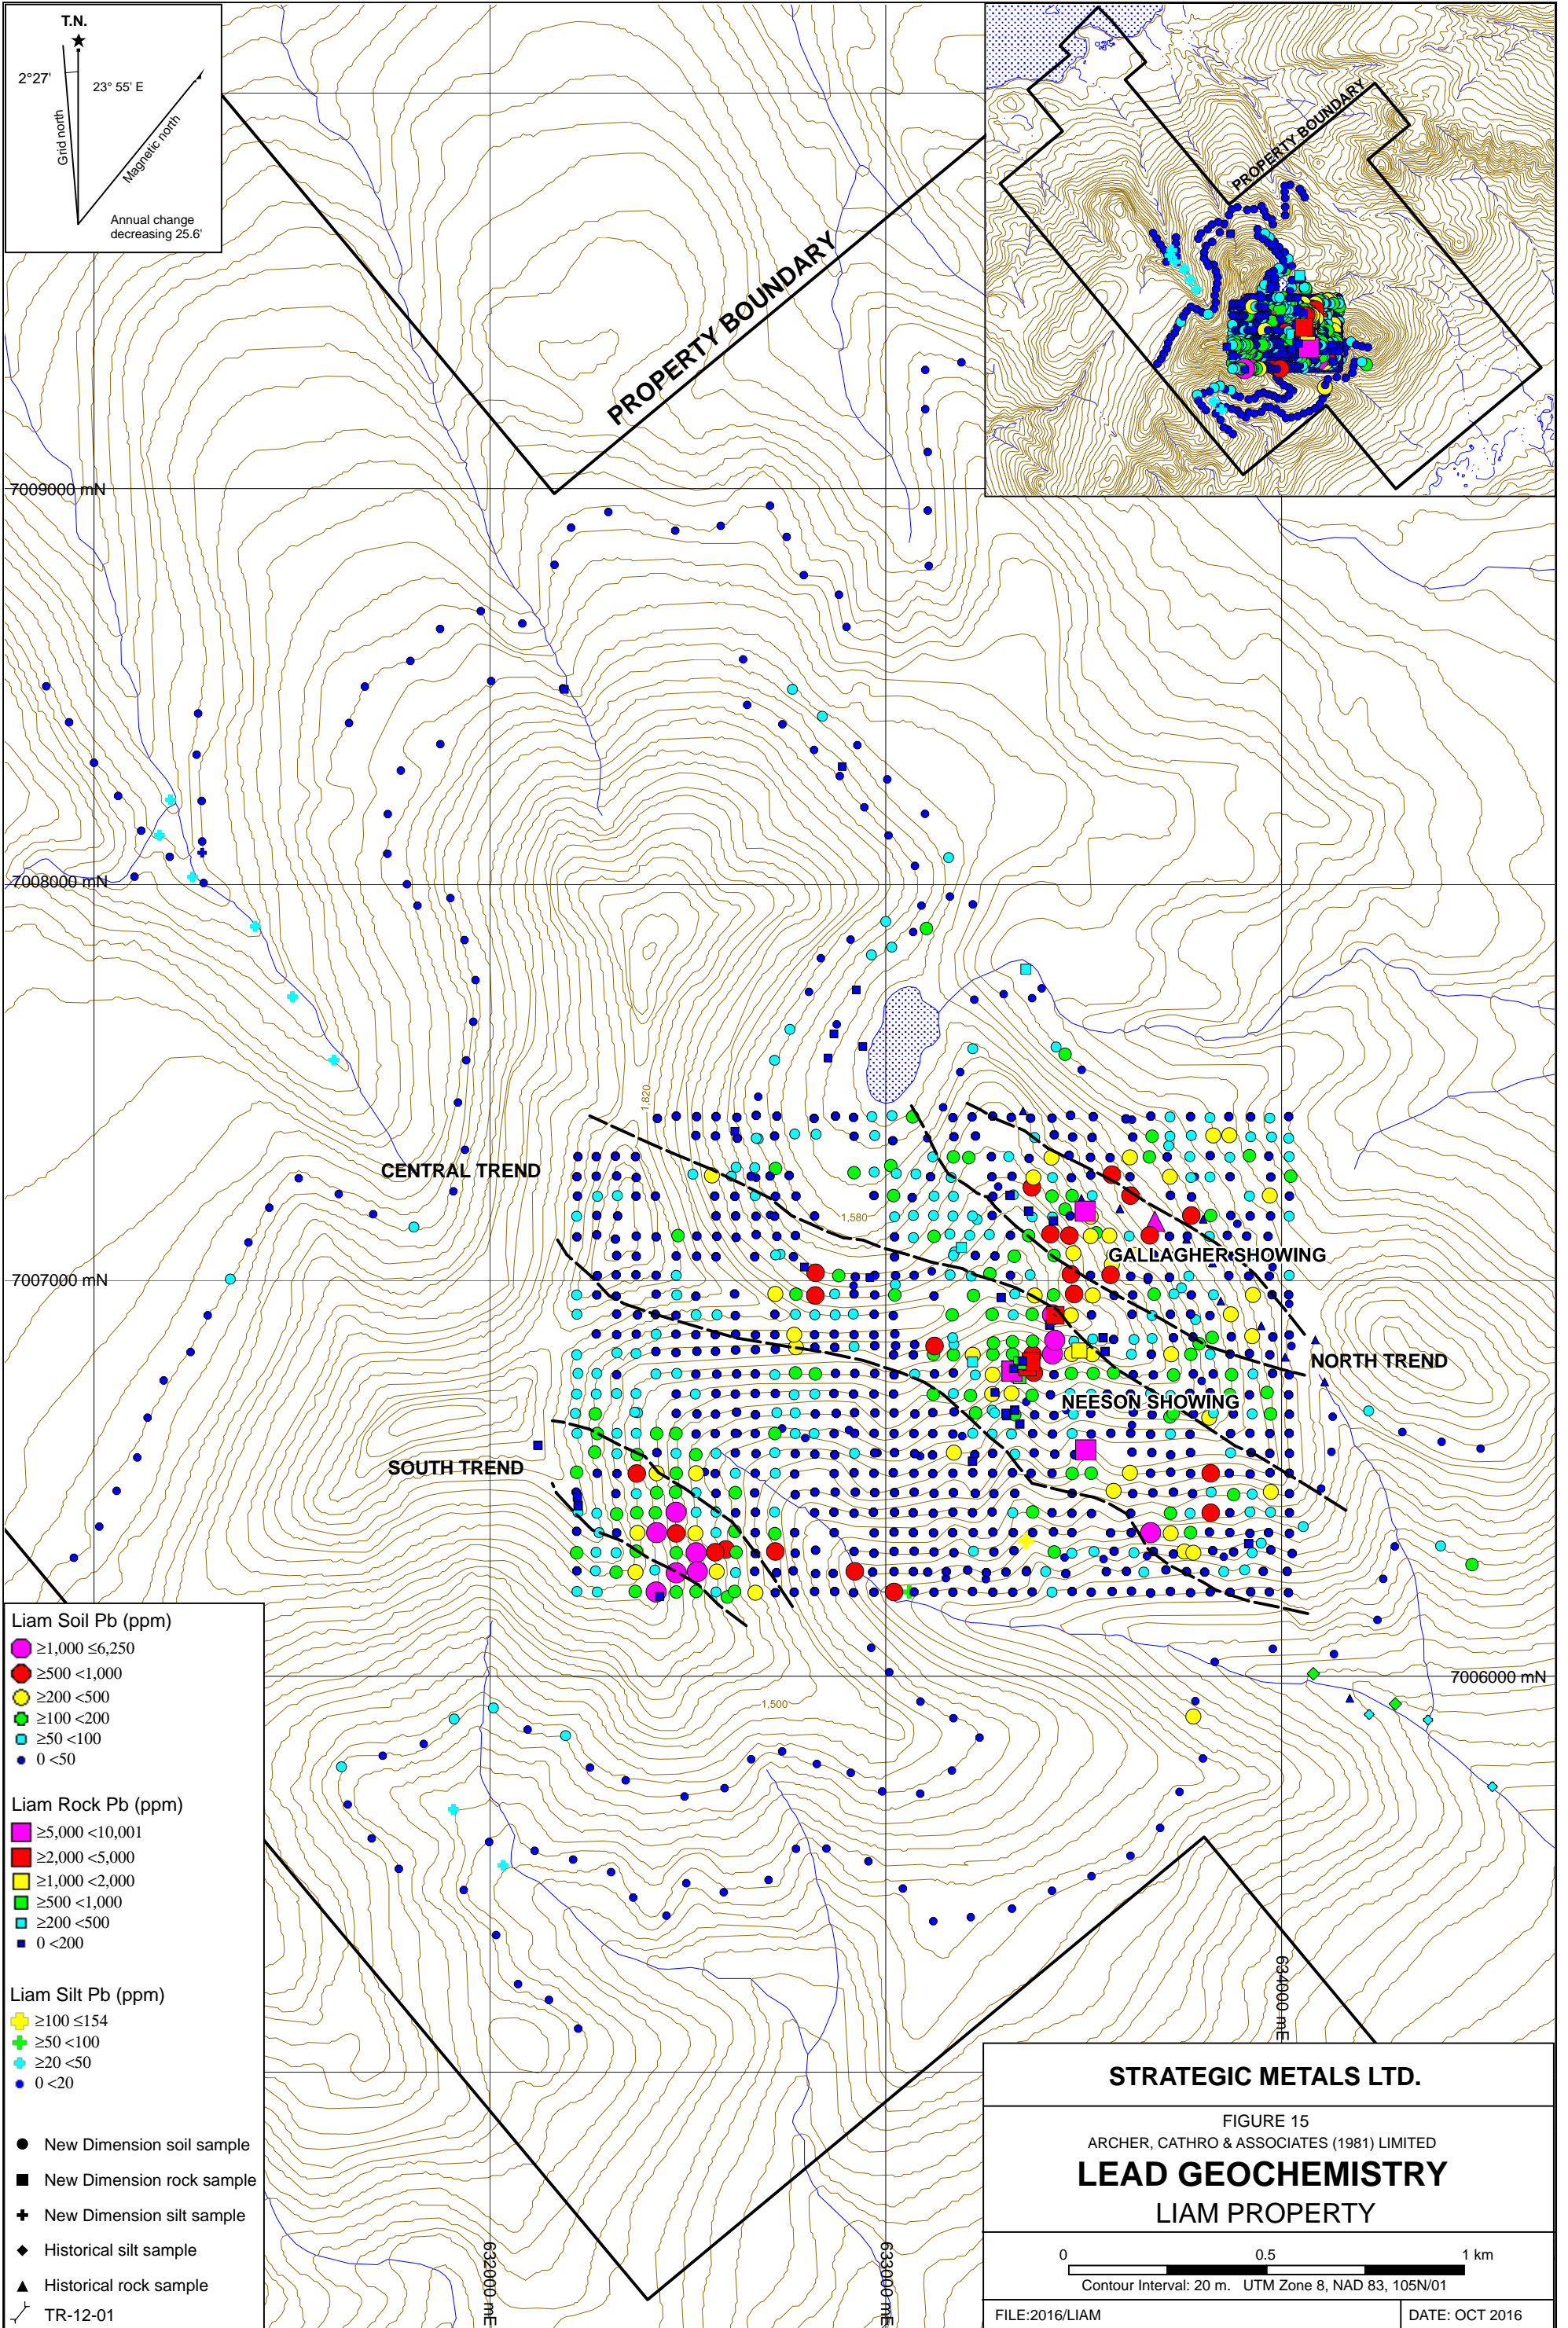 T.N.
2°27'
23° 55' E
Grid north
Magnetic north
Annual change
decreasing 25.6'
PROPERTY BOUNDARY
PROPERTY BOUNDARY
7009000 mN
7008000 mN
1,820
CENTRAL TREND
1,580
GALLAGHER SHOWING
7007000 mN
NORTH TREND
NEESON SHOWING
SOUTH TREND
7006000 mN
1,500
Liam Soil Pb (ppm)
≥1,000 ≤6,250
≥500 <1,000
≥200 <500
≥100 <200
≥50 <100
0 <50
Liam Rock Pb (ppm)
≥5,000 <10,001
≥2,000 <5,000
≥1,000 <2,000
≥500 <1,000
≥200 <500
0 <200
Liam Silt Pb (ppm)
≥100 ≤154
≥50 <100
≥20 <50
0 <20
New Dimension soil sample
New Dimension rock sample
New Dimension silt sample
Historical silt sample
Historical rock sample
TR-12-01
632000 mE
633000 mE
634000 mE
STRATEGIC METALS LTD.
FIGURE 15
ARCHER, CATHRO & ASSOCIATES (1981) LIMITED
LEAD GEOCHEMISTRY
LIAM PROPERTY
0 0.5 1 km
Contour Interval: 20 m. UTM Zone 8, NAD 83, 105N/01
FILE:2016/LIAM DATE: OCT 2016